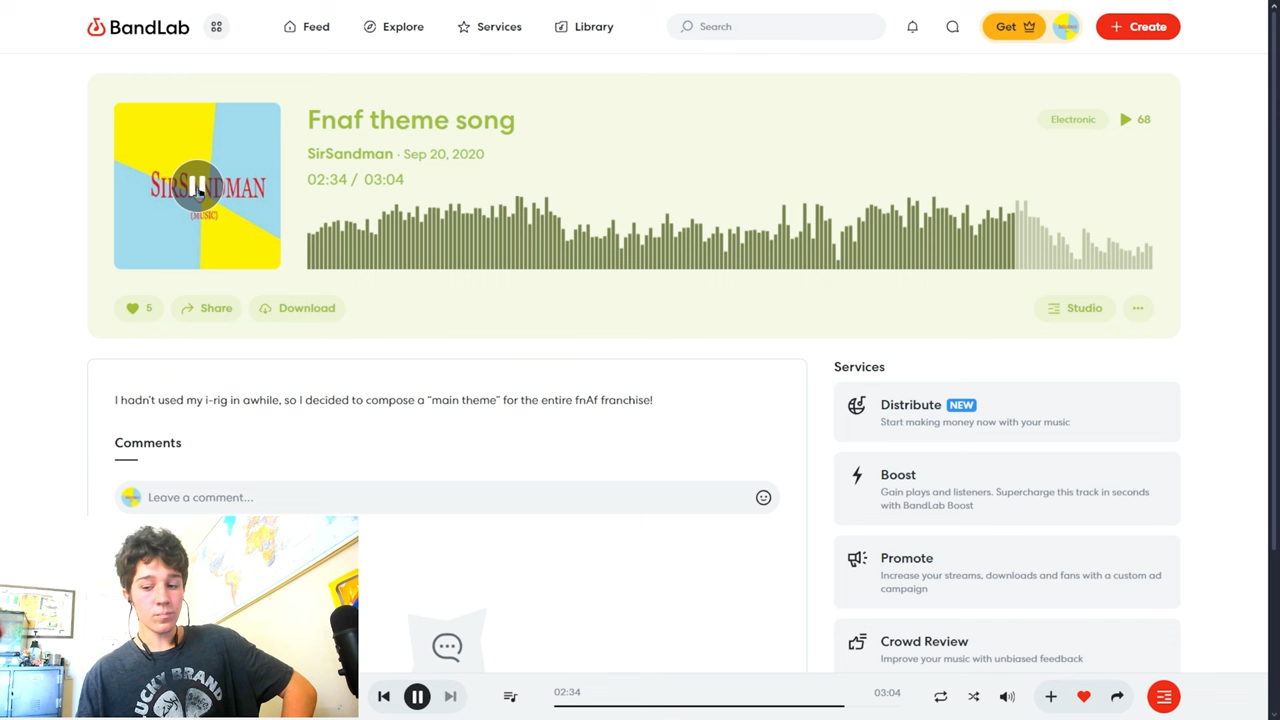 BandLab
Feed
Explore
Services
Library
Search
Get
Create
Fnaf theme song
Electronic
68
SirSandman · Sep 20, 2020
02:34 / 03:04
5
Share
Download
Studio
I hadn't used my i-rig in awhile, so I decided to compose a "main theme" for the entire fnAf franchise!
Comments
Leave a comment...
Services
Distribute NEW
Start making money now with your music
Boost
Gain plays and listeners. Supercharge this track in seconds
with BandLab Boost
Promote
Increase your streams, downloads and fans with a custom ad
campaign
Crowd Review
Improve your music with unbiased feedback
LUCKY BRAND
02:34
03:04